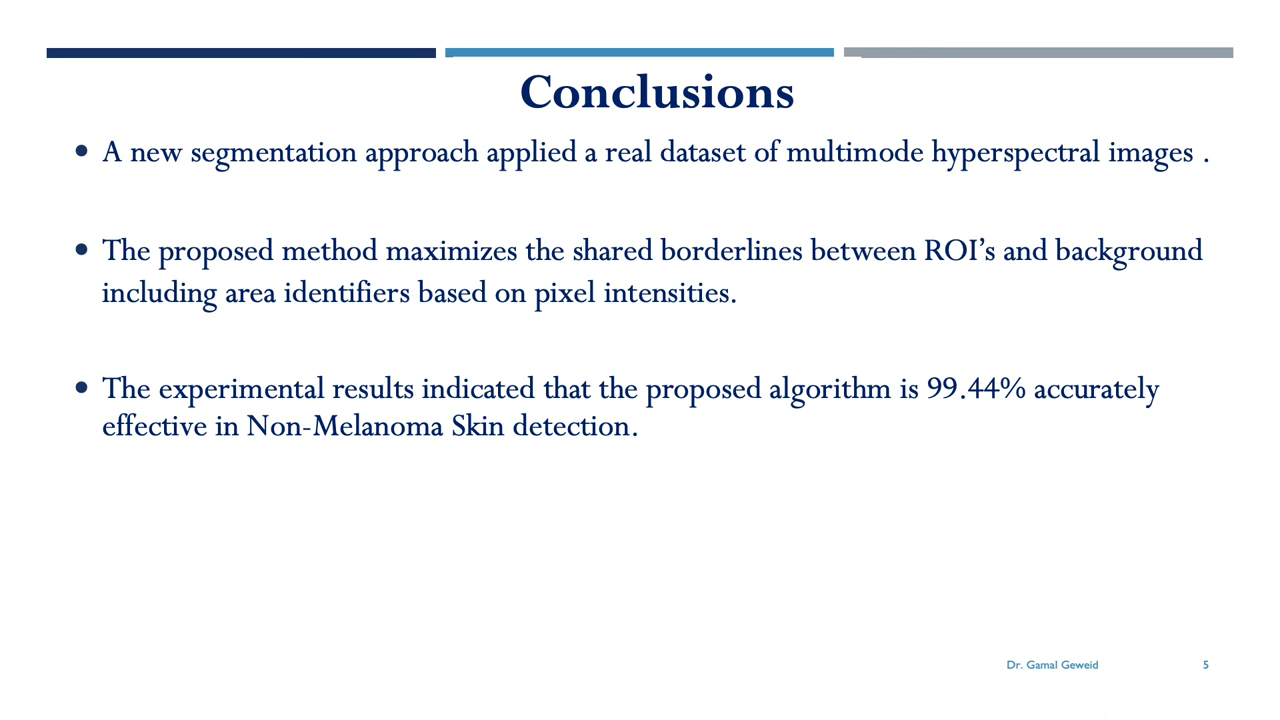 Conclusions
• A new segmentation approach applied a real dataset of multimode hyperspectral images .
• The proposed method maximizes the shared borderlines between ROI’s and background
including area identifiers based on pixel intensities.
• The experimental results indicated that the proposed algorithm is 99.44% accurately
effective in Non-Melanoma Skin detection.
Dr. Gamal Geweid 5